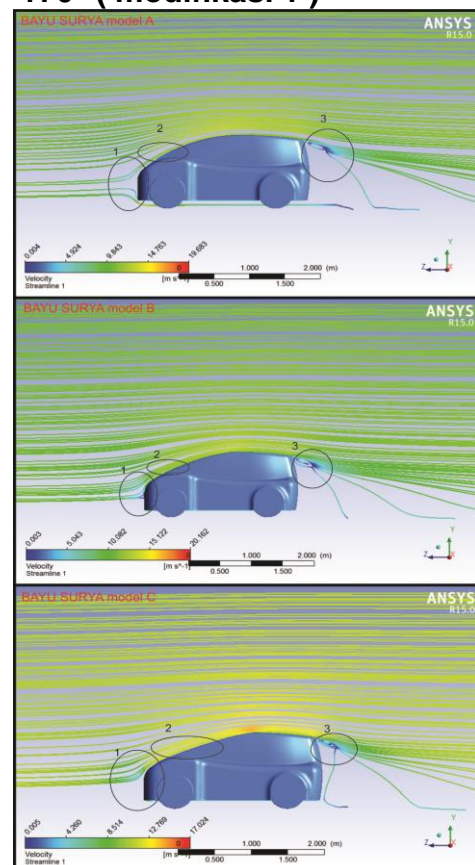 BAYU SURYA model A
ANSYS
R15.0
1
2
3
0.004
4.924
9.843
14.763
19.683
Velocity
Streamline 1
[m s^-1]
0
0.500
1.000
1.500
2.000 (m)
Y
Z
X
BAYU SURYA model B
ANSYS
R15.0
1
2
3
0.003
5.043
10.082
15.122
20.162
Velocity
Streamline 1
[m s^-1]
0
0.500
1.000
1.500
2.000 (m)
Y
Z
X
BAYU SURYA model C
ANSYS
R15.0
1
2
3
0.005
4.260
8.514
12.769
17.024
Velocity
Streamline 1
[m s^-1]
0
0.500
1.000
1.500
2.000 (m)
Y
Z
X